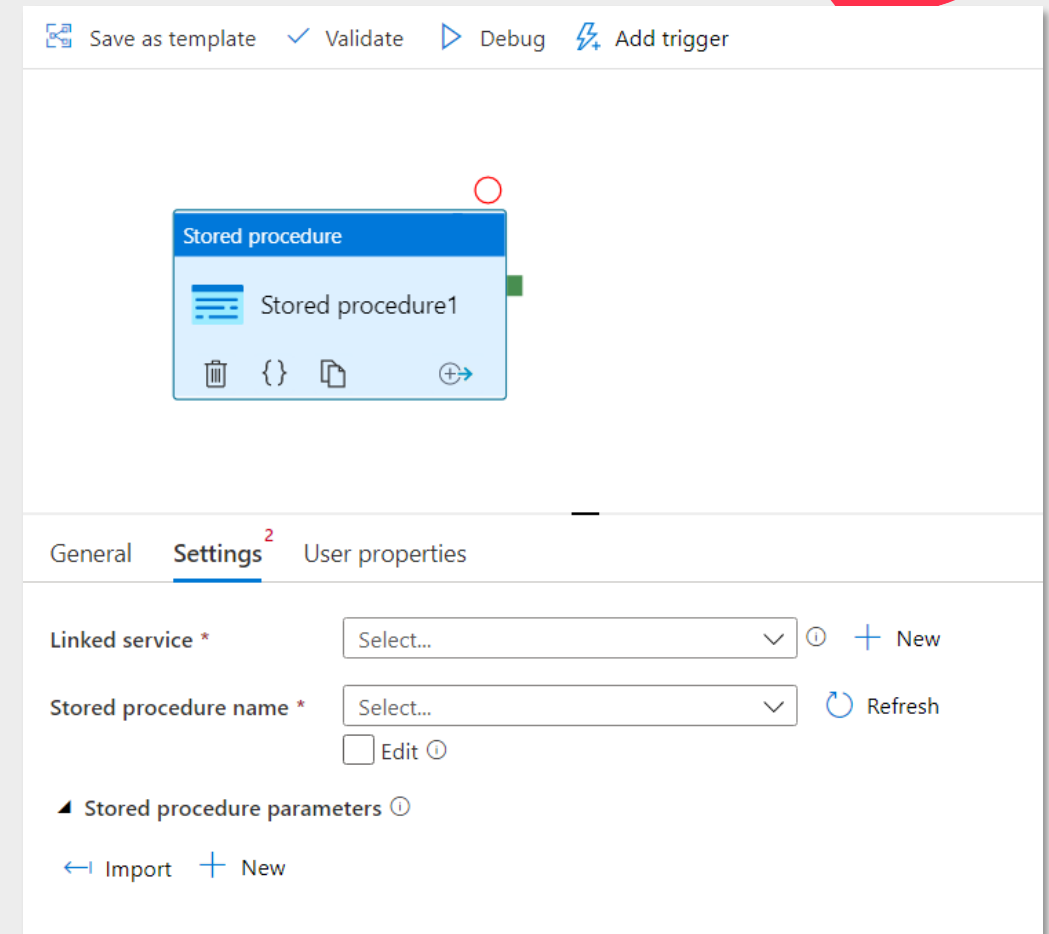 Save as template Validate Debug Add trigger
Stored procedure
Stored procedure1
{}
General Settings 2 User properties
Linked service * Select... New
Stored procedure name * Select... Refresh
Edit
Stored procedure parameters
Import New